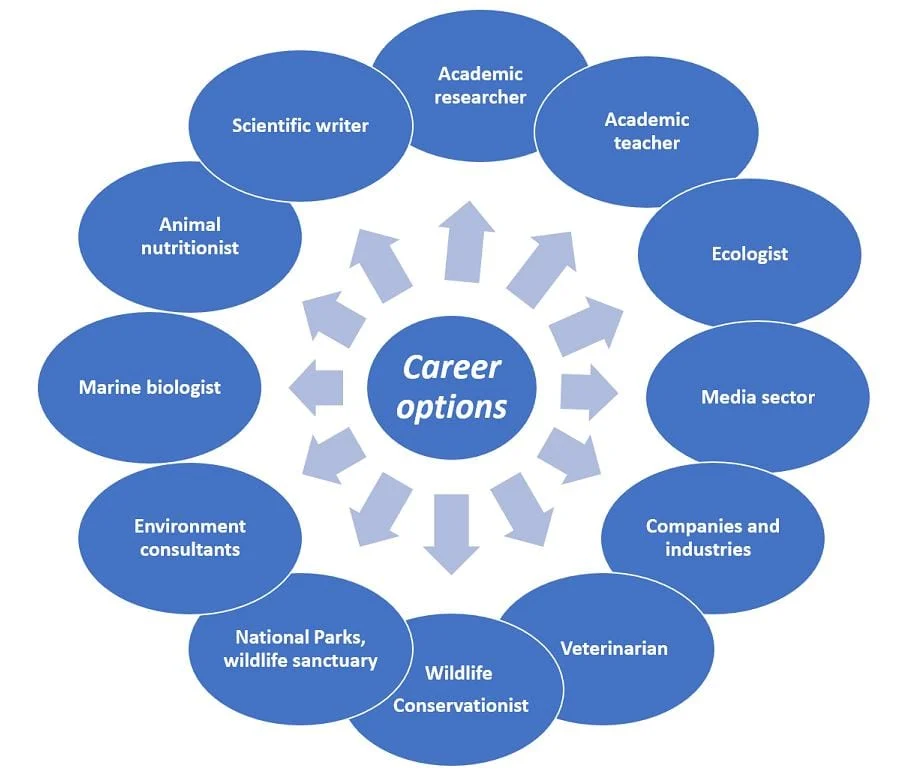 Academic
researcher
Academic
teacher
Ecologist
Media sector
Companies and
industries
Veterinarian
Wildlife
Conservationist
National Parks,
wildlife sanctuary
Environment
consultants
Marine biologist
Animal
nutritionist
Scientific writer
Career
options